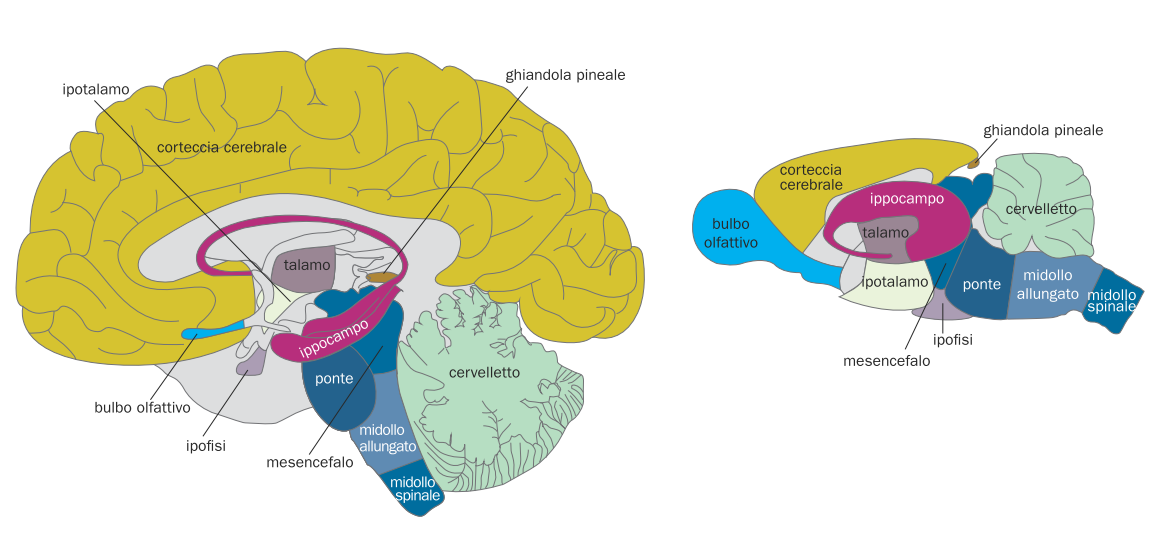 ghiandola pineale
ipotalamo
corteccia cerebrale
talamo
ippocampo
ponte
cervelletto
bulbo olfattivo
ipofisi
midollo
allungato
mesencefalo
midollo
spinale
ghiandola pineale
corteccia
cerebrale
ippocampo
cervelletto
bulbo
olfattivo
talamo
ipotalamo
ponte
midollo
allungato
midollo
spinale
ipofisi
mesencefalo